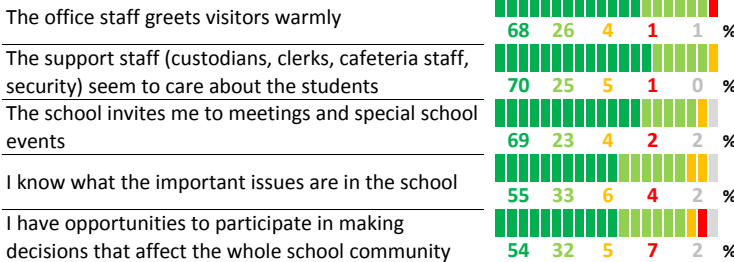 The office staff greets visitors warmly
68 26 4 1 1 %
The support staff (custodians, clerks, cafeteria staff,
security) seem to care about the students
70 25 5 1 0 %
The school invites me to meetings and special school
events
69 23 4 2 2 %
I know what the important issues are in the school
55 33 6 4 2 %
I have opportunities to participate in making
decisions that affect the whole school community
54 32 5 7 2 %